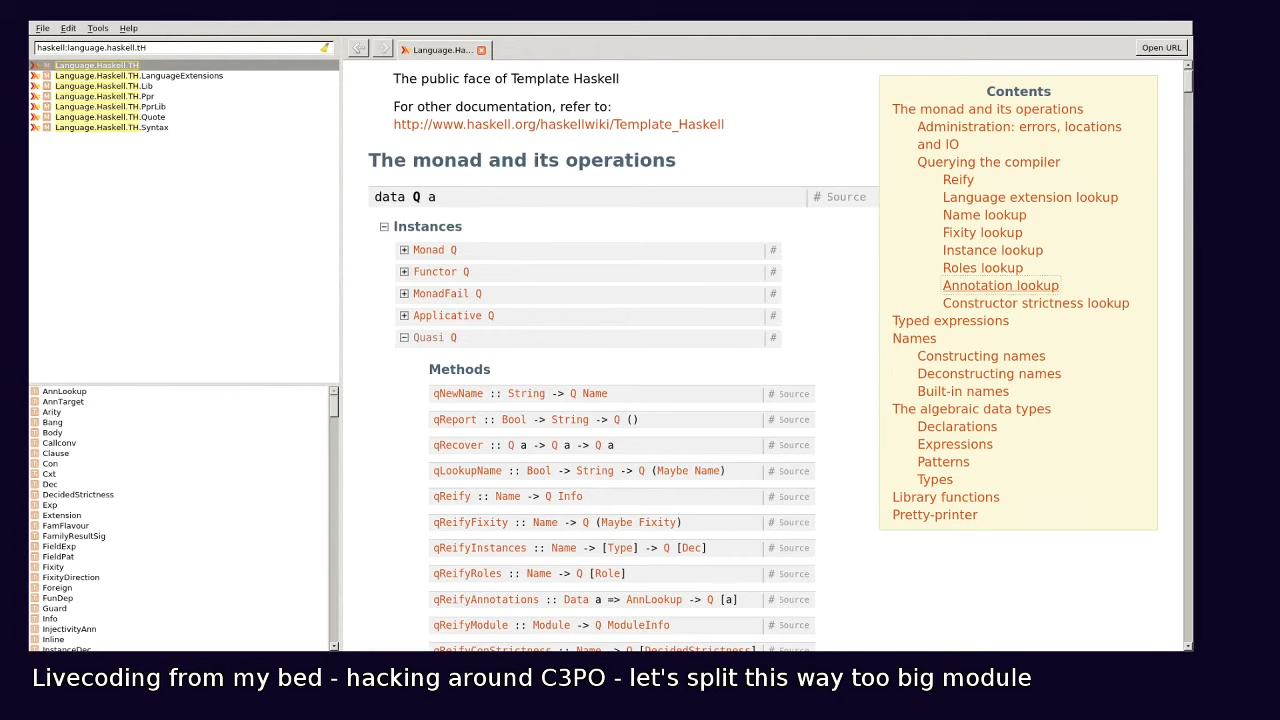 File Edit Tools Help
haskell:language.haskell.tH
Language.Ha...
Open URL
Language.Haskell.TH
Language.Haskell.TH.LanguageExtensions
Language.Haskell.TH.Lib
Language.Haskell.TH.Ppr
Language.Haskell.TH.PprLib
Language.Haskell.TH.Quote
Language.Haskell.TH.Syntax
AnnLookup
AnnTarget
Arity
Bang
Body
Callconv
Clause
Con
Cxt
Dec
DecidedStrictness
Exp
Extension
FamFlavour
FamilyResultSig
FieldExp
FieldPat
Fixity
FixityDirection
Foreign
FunDep
Guard
Info
InjectivityAnn
Inline
InstanceDec
The public face of Template Haskell
For other documentation, refer to:
http://www.haskell.org/haskellwiki/Template_Haskell
The monad and its operations
data Q a # Source
Instances
Monad Q #
Functor Q #
MonadFail Q #
Applicative Q #
Quasi Q #
Methods
qNewName :: String -> Q Name # Source
qReport :: Bool -> String -> Q () # Source
qRecover :: Q a -> Q a -> Q a # Source
qLookupName :: Bool -> String -> Q (Maybe Name) # Source
qReify :: Name -> Q Info # Source
qReifyFixity :: Name -> Q (Maybe Fixity) # Source
qReifyInstances :: Name -> [Type] -> Q [Dec] # Source
qReifyRoles :: Name -> Q [Role] # Source
qReifyAnnotations :: Data a => AnnLookup -> Q [a] # Source
qReifyModule :: Module -> Q ModuleInfo # Source
qReifyConStrictness :: Name -> Q [DecidedStrictness] # Source
Contents
The monad and its operations
Administration: errors, locations
and IO
Querying the compiler
Reify
Language extension lookup
Name lookup
Fixity lookup
Instance lookup
Roles lookup
Annotation lookup
Constructor strictness lookup
Typed expressions
Names
Constructing names
Deconstructing names
Built-in names
The algebraic data types
Declarations
Expressions
Patterns
Types
Library functions
Pretty-printer
Livecoding from my bed - hacking around C3PO - let's split this way too big module